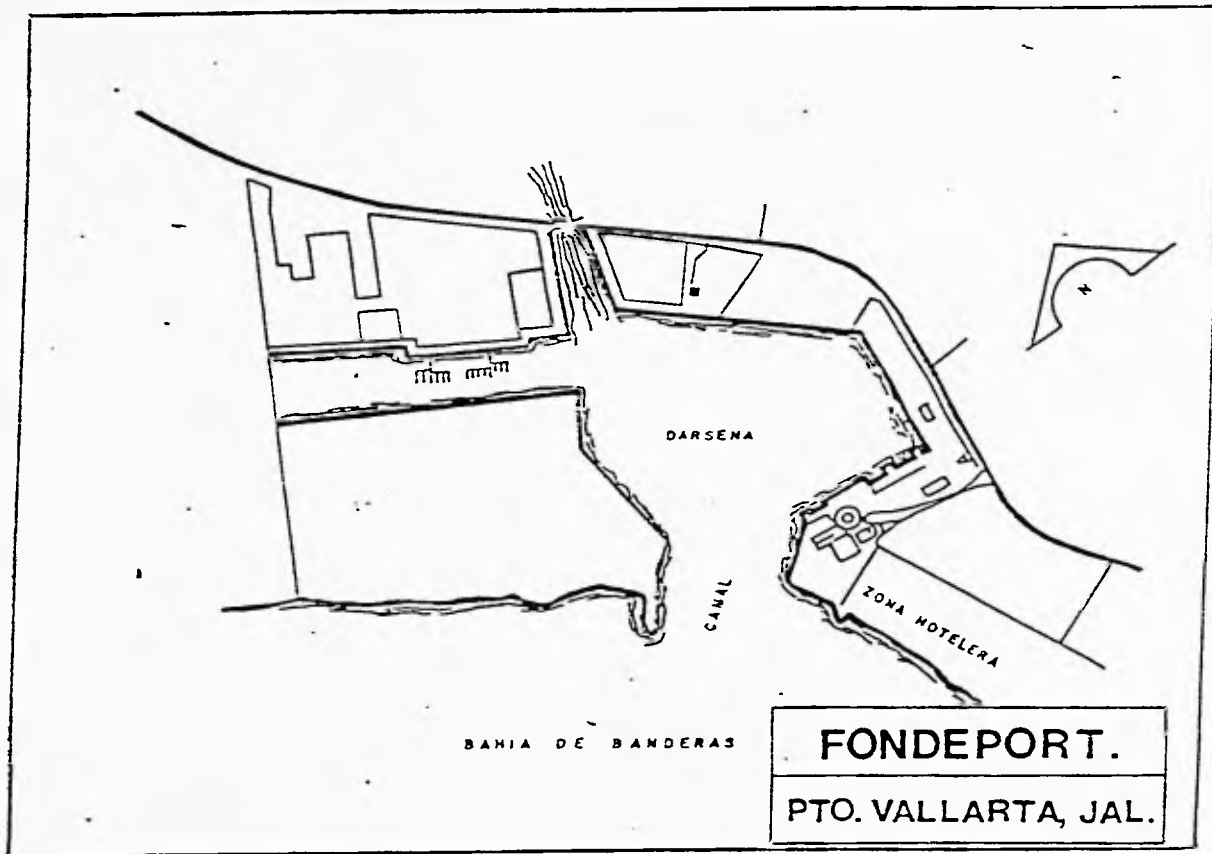 N
DARSENA
CANAL
ZONA HOTELERA
BAHIA DE BANDERAS
FONDEPORT.
PTO. VALLARTA, JAL.